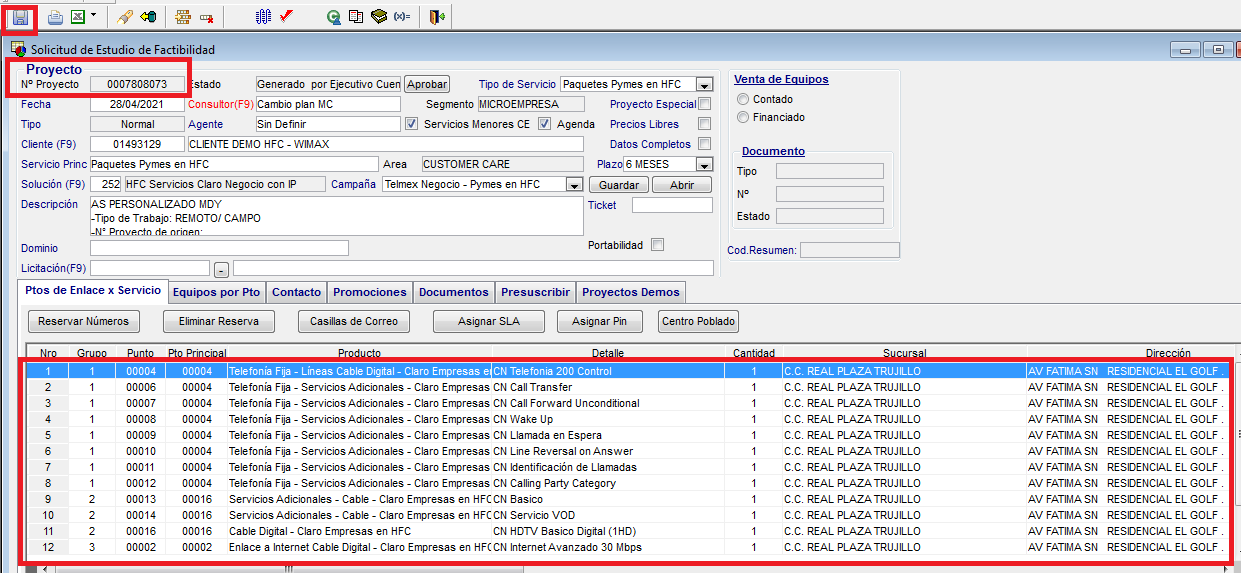 (x)=
Solicitud de Estudio de Factibilidad
Proyecto
Nº Proyecto 0007808073 Estado Generado por Ejecutivo Cuen Aprobar Tipo de Servicio Paquetes Pymes en HFC
Fecha 28/04/2021 Consultor(F9) Cambio plan MC Segmento MICROEMPRESA Proyecto Especial
Tipo Normal Agente Sin Definir Servicios Menores CE Agenda Precios Libres
Cliente (F9) 01493129 CLIENTE DEMO HFC - WIMAX Datos Completos
Servicio Princ Paquetes Pymes en HFC Area CUSTOMER CARE Plazo 6 MESES
Solución (F9) 252 HFC Servicios Claro Negocio con IP Campaña Telmex Negocio - Pymes en HFC Guardar Abrir
Descripción AS PERSONALIZADO MDY Ticket
-Tipo de Trabajo: REMOTO/ CAMPO
-N° Proyecto de origen:
Dominio Portabilidad
Licitación(F9) -
Venta de Equipos
Contado
Financiado
Documento
Tipo
Nº
Estado
Cod.Resumen:
Ptos de Enlace x Servicio Equipos por Pto Contacto Promociones Documentos Presuscribir Proyectos Demos
Reservar Números Eliminar Reserva Casillas de Correo Asignar SLA Asignar Pin Centro Poblado
Nro Grupo Punto Pto Principal Producto Detalle Cantidad Sucursal Dirección
1 1 00004 00004 Telefonía Fija - Líneas Cable Digital - Claro Empresas en CN Telefonia 200 Control 1 C.C. REAL PLAZA TRUJILLO AV FATIMA SN RESIDENCIAL EL GOLF .
2 1 00006 00004 Telefonía Fija - Servicios Adicionales - Claro Empresas CN Call Transfer 1 C.C. REAL PLAZA TRUJILLO AV FATIMA SN RESIDENCIAL EL GOLF .
3 1 00007 00004 Telefonía Fija - Servicios Adicionales - Claro Empresas CN Call Forward Unconditional 1 C.C. REAL PLAZA TRUJILLO AV FATIMA SN RESIDENCIAL EL GOLF .
4 1 00008 00004 Telefonía Fija - Servicios Adicionales - Claro Empresas CN Wake Up 1 C.C. REAL PLAZA TRUJILLO AV FATIMA SN RESIDENCIAL EL GOLF .
5 1 00009 00004 Telefonía Fija - Servicios Adicionales - Claro Empresas CN Llamada en Espera 1 C.C. REAL PLAZA TRUJILLO AV FATIMA SN RESIDENCIAL EL GOLF .
6 1 00010 00004 Telefonía Fija - Servicios Adicionales - Claro Empresas CN Line Reversal on Answer 1 C.C. REAL PLAZA TRUJILLO AV FATIMA SN RESIDENCIAL EL GOLF .
7 1 00011 00004 Telefonía Fija - Servicios Adicionales - Claro Empresas CN Identificación de Llamadas 1 C.C. REAL PLAZA TRUJILLO AV FATIMA SN RESIDENCIAL EL GOLF .
8 1 00012 00004 Telefonía Fija - Servicios Adicionales - Claro Empresas CN Calling Party Category 1 C.C. REAL PLAZA TRUJILLO AV FATIMA SN RESIDENCIAL EL GOLF .
9 2 00013 00016 Servicios Adicionales - Cable - Claro Empresas en HFC CN Basico 1 C.C. REAL PLAZA TRUJILLO AV FATIMA SN RESIDENCIAL EL GOLF .
10 2 00014 00016 Servicios Adicionales - Cable - Claro Empresas en HFC CN Servicio VOD 1 C.C. REAL PLAZA TRUJILLO AV FATIMA SN RESIDENCIAL EL GOLF .
11 2 00016 00016 Cable Digital - Claro Empresas en HFC CN HDTV Basico Digital (1HD) 1 C.C. REAL PLAZA TRUJILLO AV FATIMA SN RESIDENCIAL EL GOLF .
12 3 00002 00002 Enlace a Internet Cable Digital - Claro Empresas en HFC CN Internet Avanzado 30 Mbps 1 C.C. REAL PLAZA TRUJILLO AV FATIMA SN RESIDENCIAL EL GOLF .